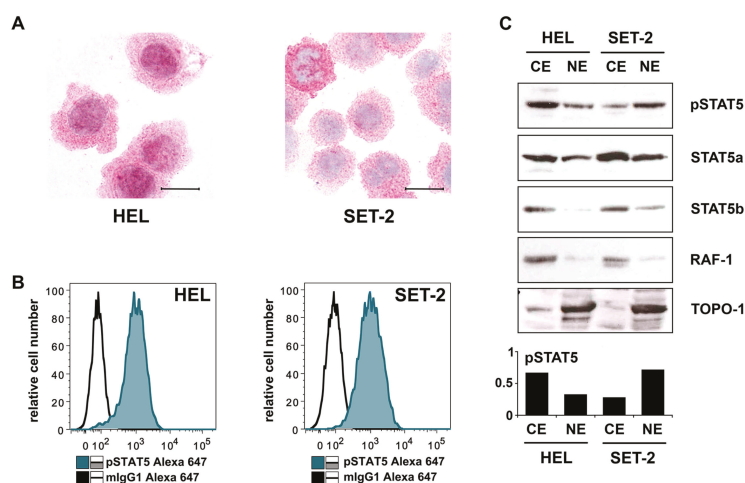 A
HEL
SET-2
B
relative cell number
100
80
60
40
20
0
HEL
0 10² 10³ 10⁴ 10⁵
pSTAT5 Alexa 647
mIgG1 Alexa 647
relative cell number
100
80
60
40
20
0
SET-2
0 10² 10³ 10⁴ 10⁵
pSTAT5 Alexa 647
mIgG1 Alexa 647
C
HEL SET-2
CE NE CE NE
pSTAT5
STAT5a
STAT5b
RAF-1
TOPO-1
pSTAT5
1
0.5
0
CE NE CE NE
HEL SET-2